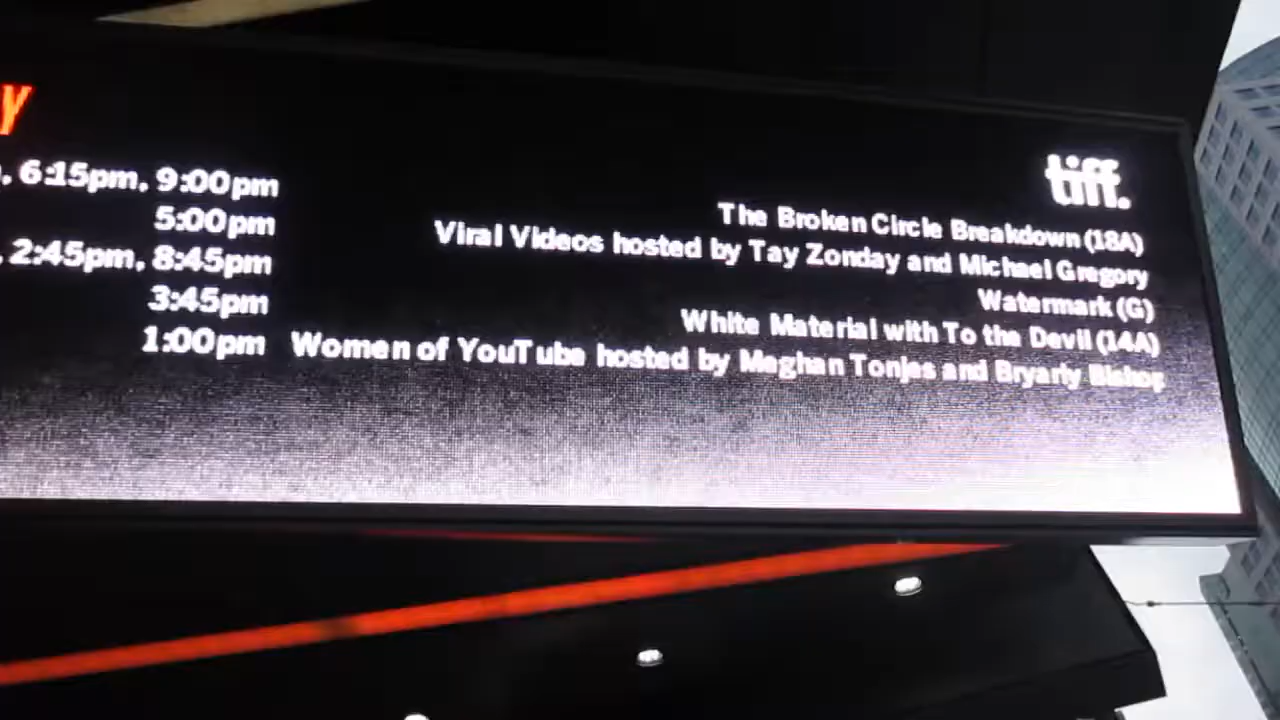 Y
tiff.
6:15pm, 9:00pm The Broken Circle Breakdown (18A)
5:00pm Viral Videos hosted by Tay Zonday and Michael Gregory
2:45pm, 8:45pm Watermark (G)
3:45pm White Material with To the Devil (14A)
1:00pm Women of YouTube hosted by Meghan Tonjes and Bryarly Bishop